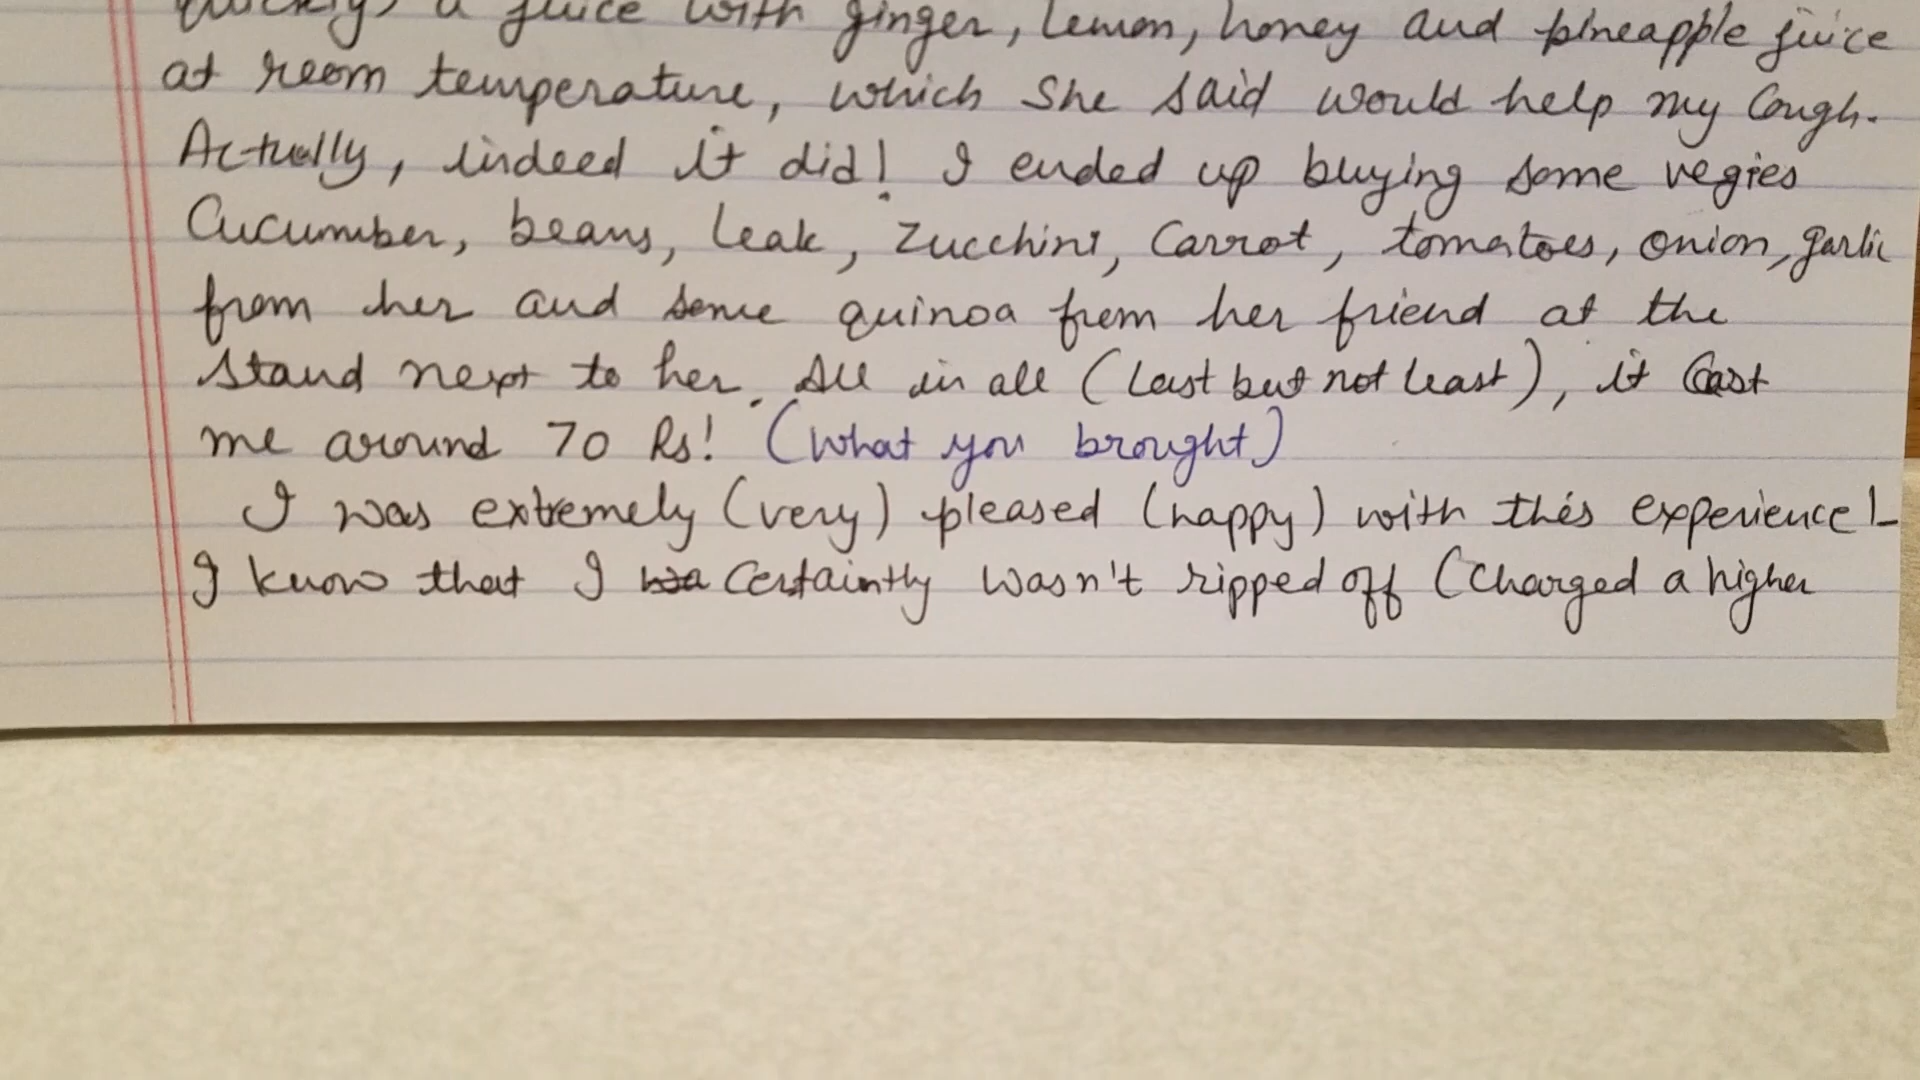 quickly, a juice with ginger, lemon, honey and pineapple juice
at room temperature, which she said would help my Cough.
Actually, indeed it did! I ended up buying some vegies
Cucumber, beans, leak, zucchini, Carrot, tomatoes, onion, garlic
from her and some quinoa from her friend at the
stand next to her. All in all (last but not least), it Cost
me around 70 Rs! (What you brought)
I was extremely (very) pleased (happy) with this experience!
I know that I wa Certaintly wasn't ripped off (Charged a higher